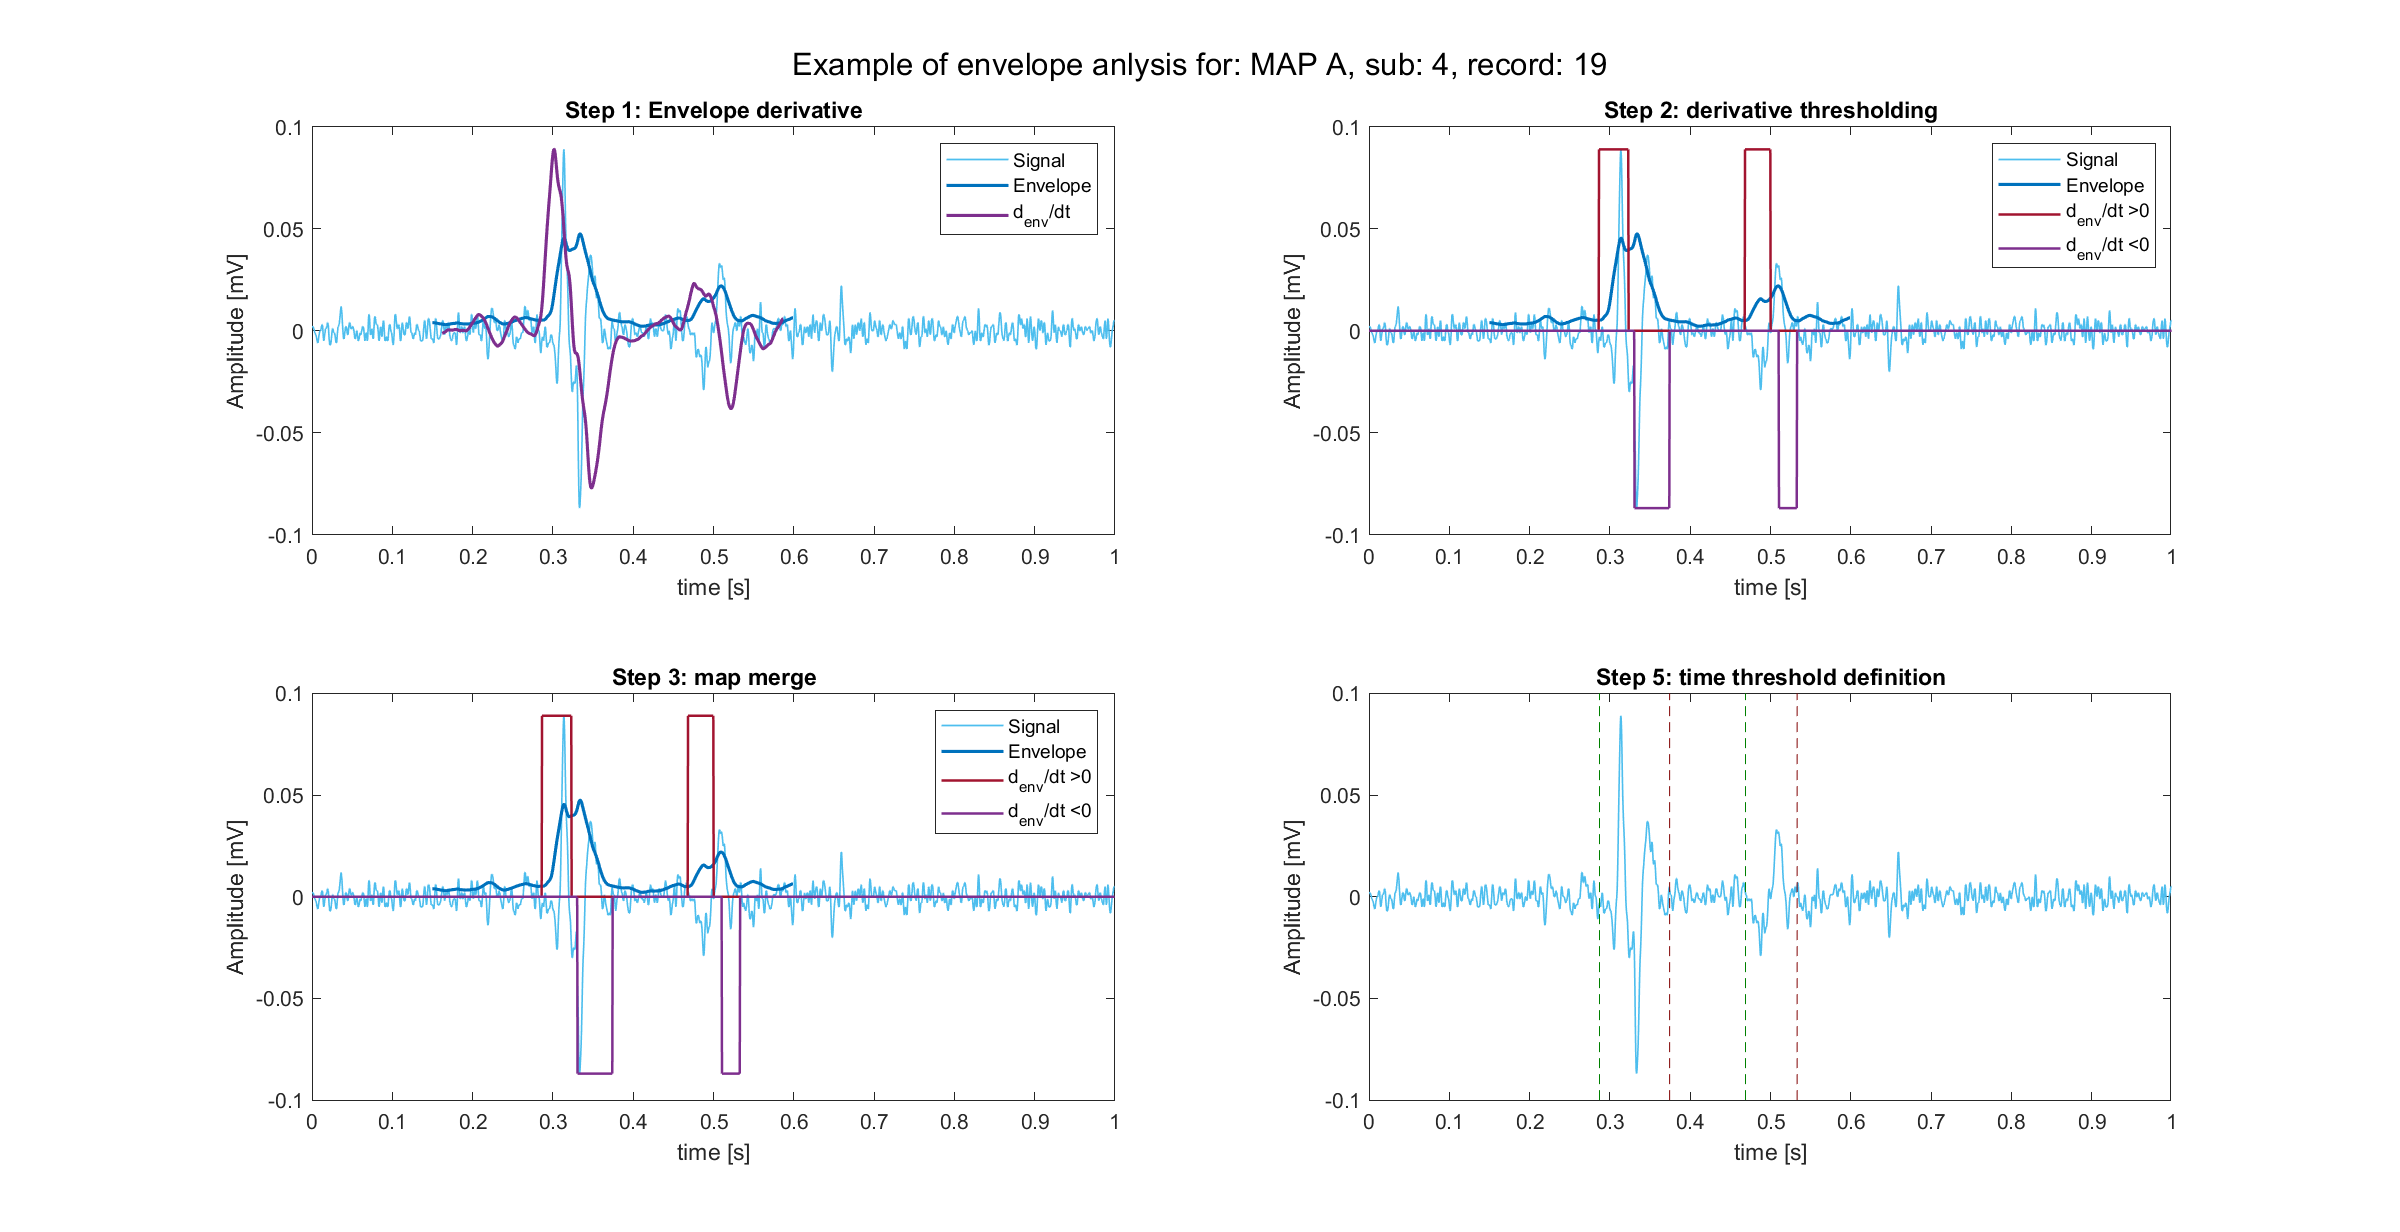 Example of envelope anlysis for: MAP A, sub: 4, record: 19
Step 1: Envelope derivative
0.1
0.05
0
-0.05
-0.1
Amplitude [mV]
0 0.1 0.2 0.3 0.4 0.5 0.6 0.7 0.8 0.9 1
time [s]
Signal
Envelope
d_env/dt
Step 2: derivative thresholding
0.1
0.05
0
-0.05
-0.1
Amplitude [mV]
0 0.1 0.2 0.3 0.4 0.5 0.6 0.7 0.8 0.9 1
time [s]
Signal
Envelope
d_env/dt >0
d_env/dt <0
Step 3: map merge
0.1
0.05
0
-0.05
-0.1
Amplitude [mV]
0 0.1 0.2 0.3 0.4 0.5 0.6 0.7 0.8 0.9 1
time [s]
Signal
Envelope
d_env/dt >0
d_env/dt <0
Step 5: time threshold definition
0.1
0.05
0
-0.05
-0.1
Amplitude [mV]
0 0.1 0.2 0.3 0.4 0.5 0.6 0.7 0.8 0.9 1
time [s]